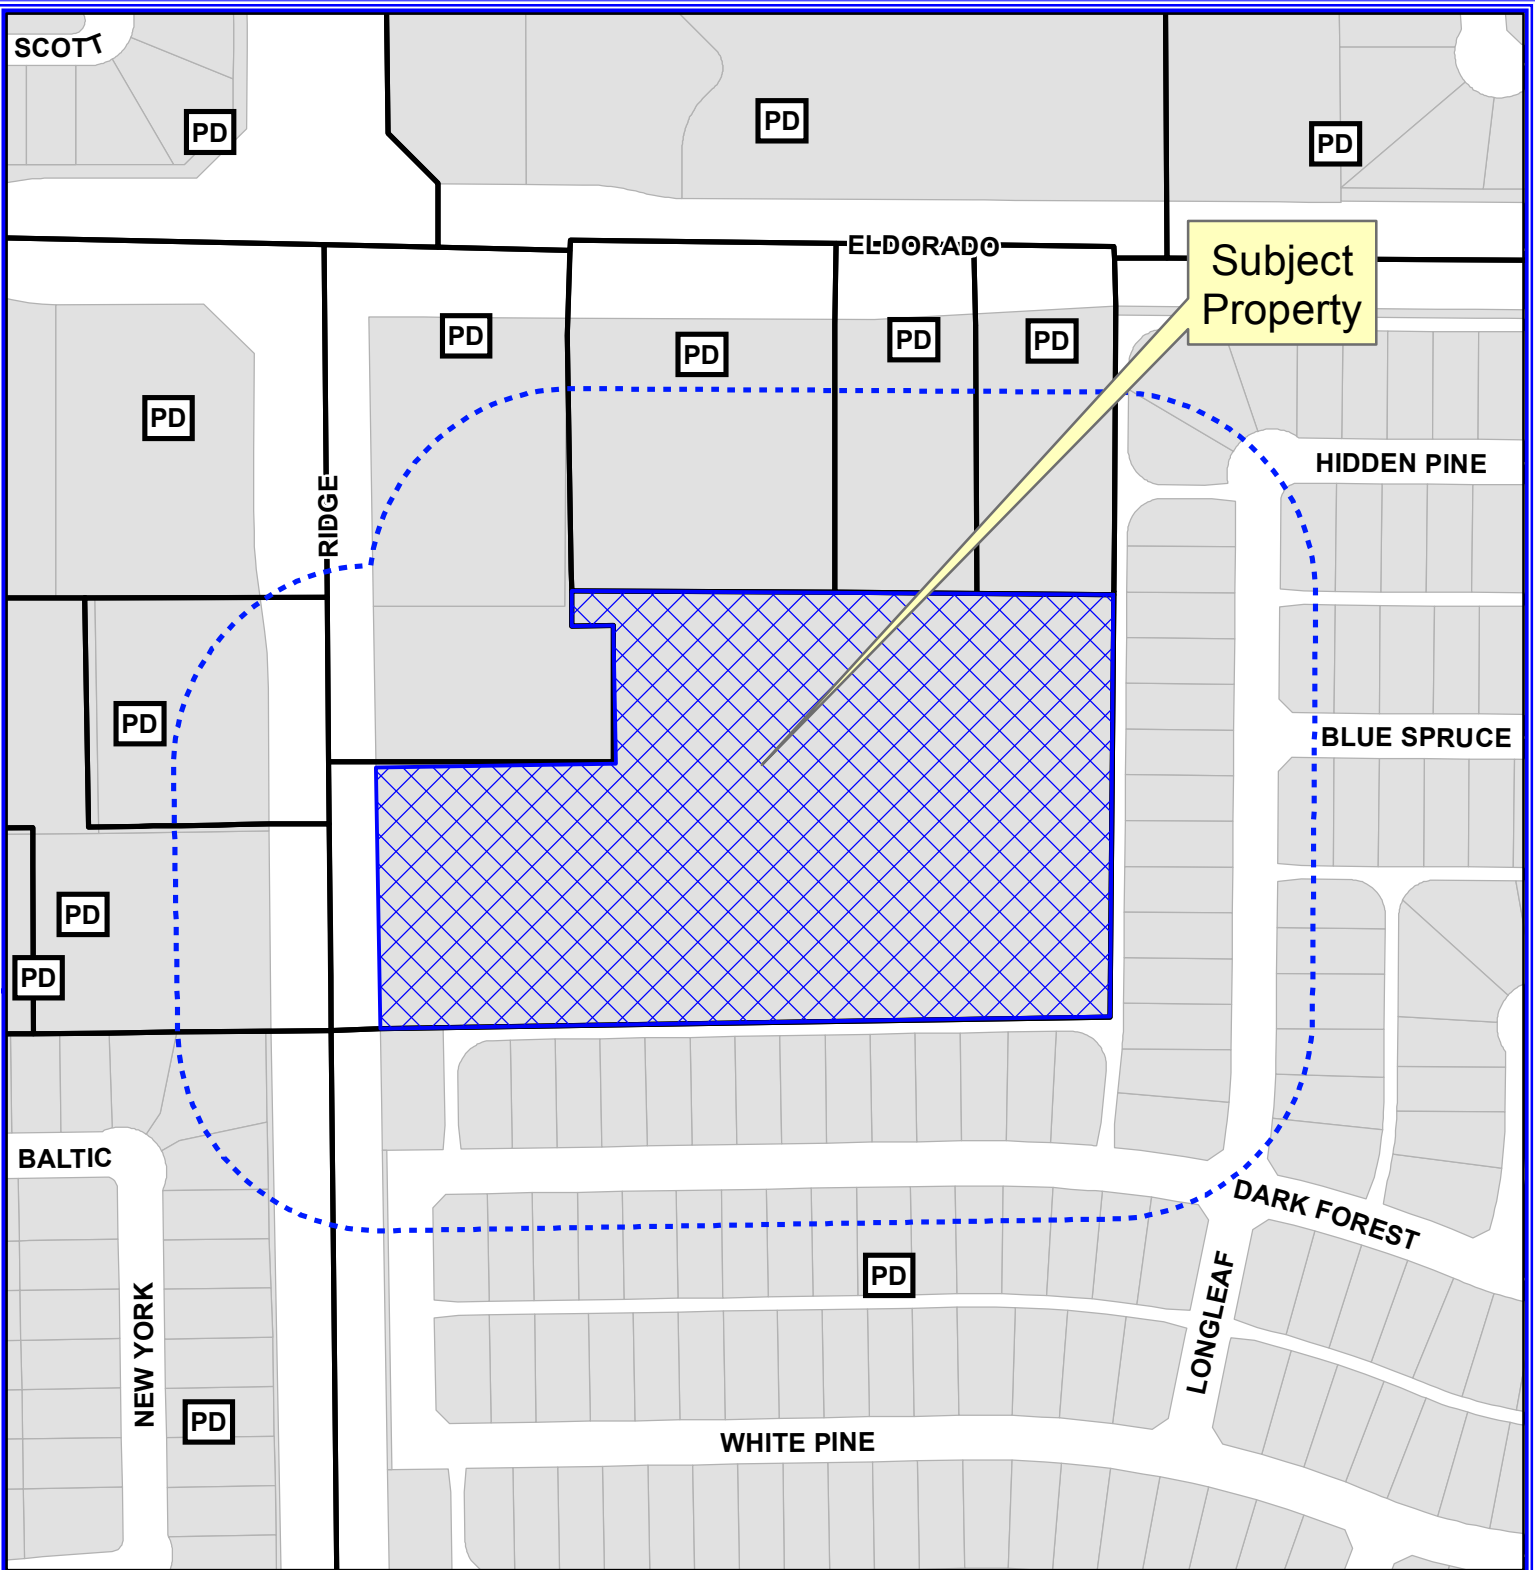 SCOTT
PD
PD
PD
ELDORADO
Subject
Property
PD
PD
PD
PD
PD
HIDDEN PINE
RIDGE
PD
BLUE SPRUCE
PD
PD
BALTIC
DARK FOREST
PD
LONGLEAF
NEW YORK
PD
WHITE PINE